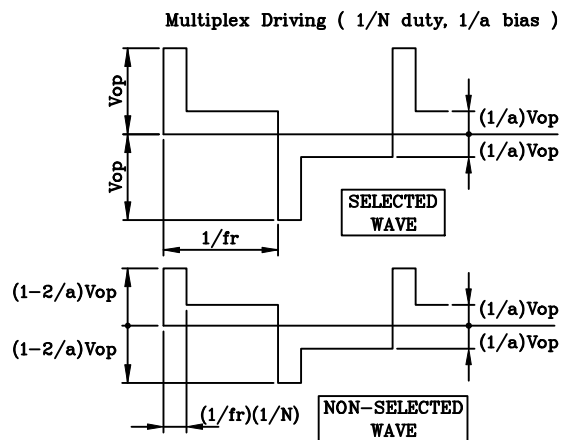 Multiplex Driving ( 1/N duty, 1/a bias )
Vop
(1/a)Vop
(1/a)Vop
Vop
SELECTED
WAVE
1/fr
(1-2/a)Vop
(1/a)Vop
(1-2/a)Vop
(1/a)Vop
(1/fr)(1/N)
NON-SELECTED
WAVE